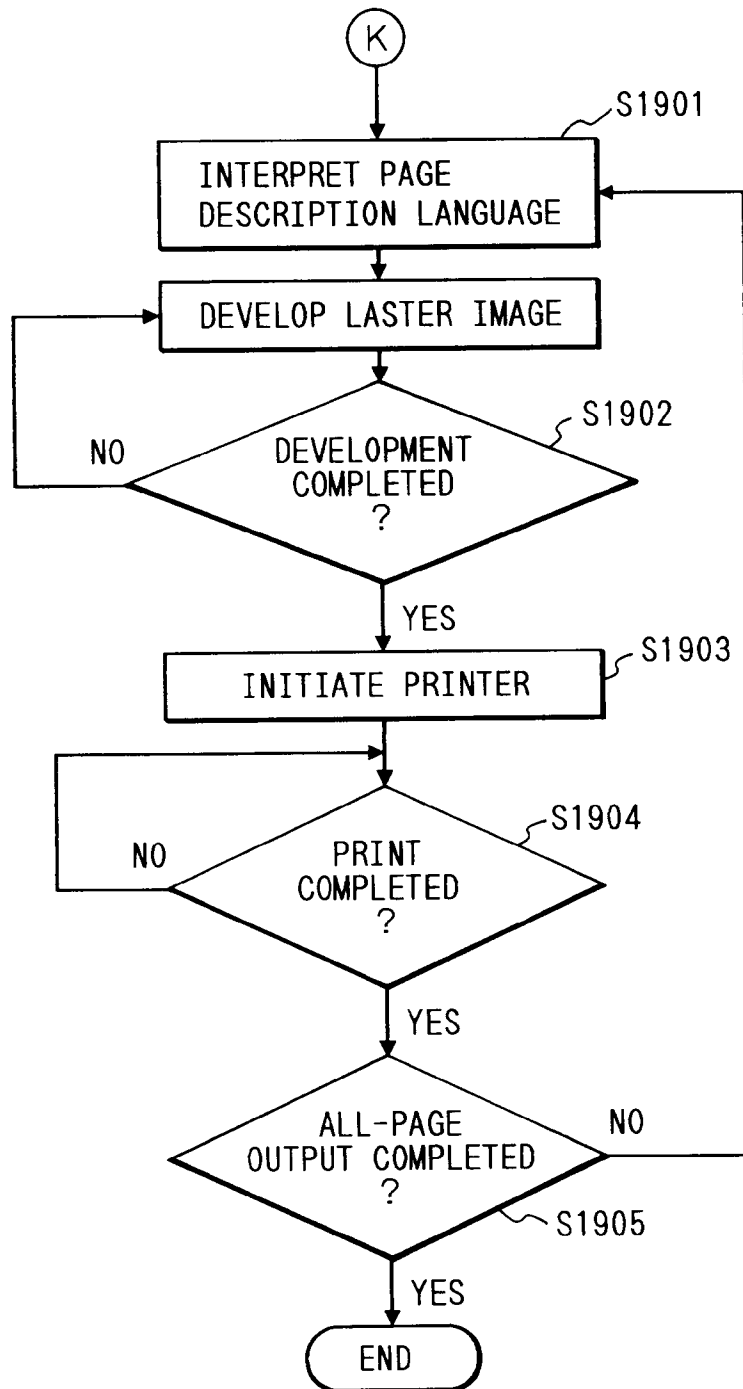 K
S1901
INTERPRET PAGE
DESCRIPTION LANGUAGE
DEVELOP LASTER IMAGE
S1902
NO
DEVELOPMENT
COMPLETED
?
YES
S1903
INITIATE PRINTER
S1904
NO
PRINT
COMPLETED
?
YES
ALL-PAGE
OUTPUT COMPLETED
?
NO
S1905
YES
END